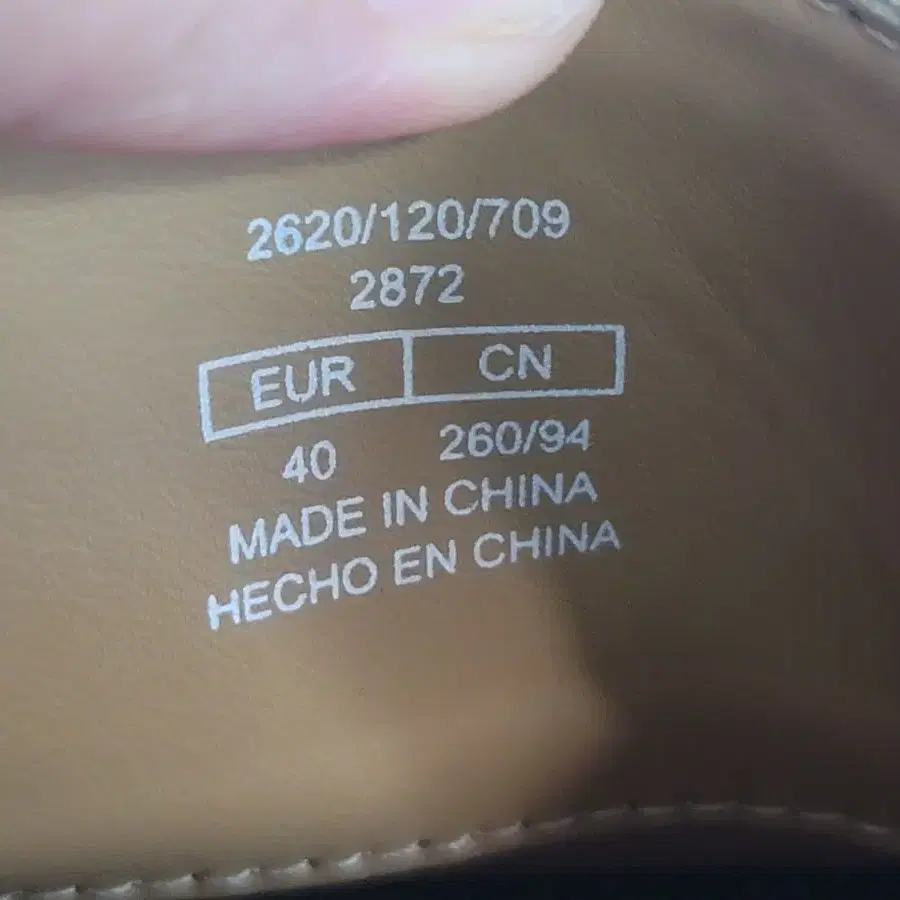 2620/120/709
2872
EUR CN
40 260/94
MADE IN CHINA
HECHO EN CHINA